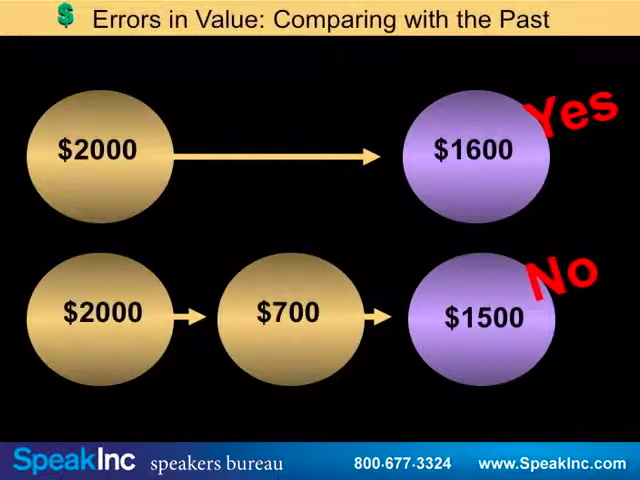 $ Errors in Value: Comparing with the Past
$2000
$1600
Yes
$2000
$700
$1500
No
SpeakInc speakers bureau 800·677·3324 www.SpeakInc.com